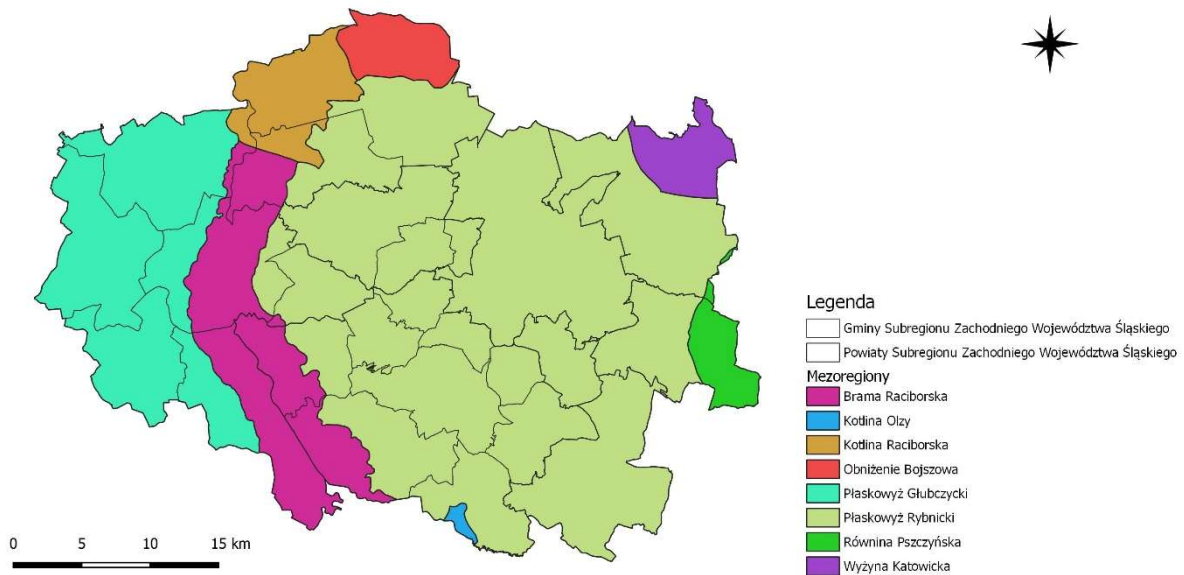 Legenda
Gminy Subregionu Zachodniego Województwa Śląskiego
Powiaty Subregionu Zachodniego Województwa Śląskiego
Mezoregiony
Brama Raciborska
Kotlina Olzy
Kotlina Raciborska
Obniżenie Bojszowa
Płaskowyż Głubczycki
Płaskowyż Rybnicki
Równina Pszczyńska
Wyżyna Katowicka
0 5 10 15 km